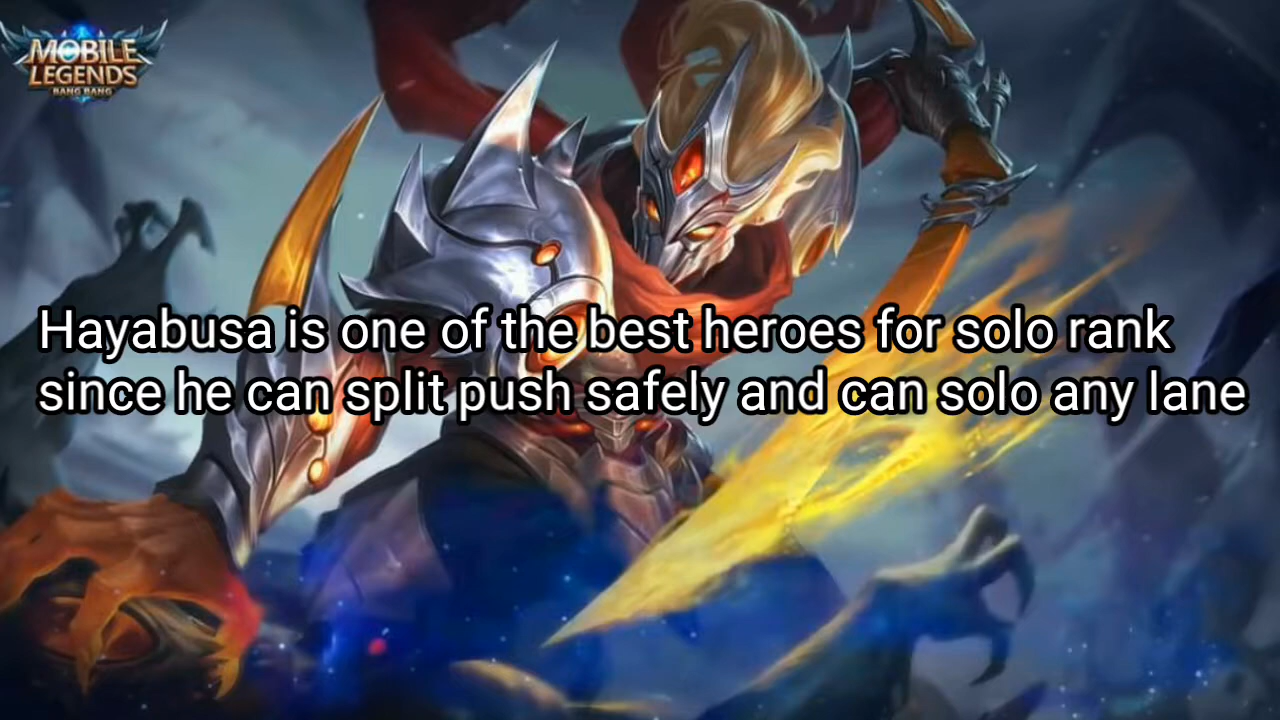 MOBILE
LEGENDS
BANG BANG
Hayabusa is one of the best heroes for solo rank
since he can split push safely and can solo any lane